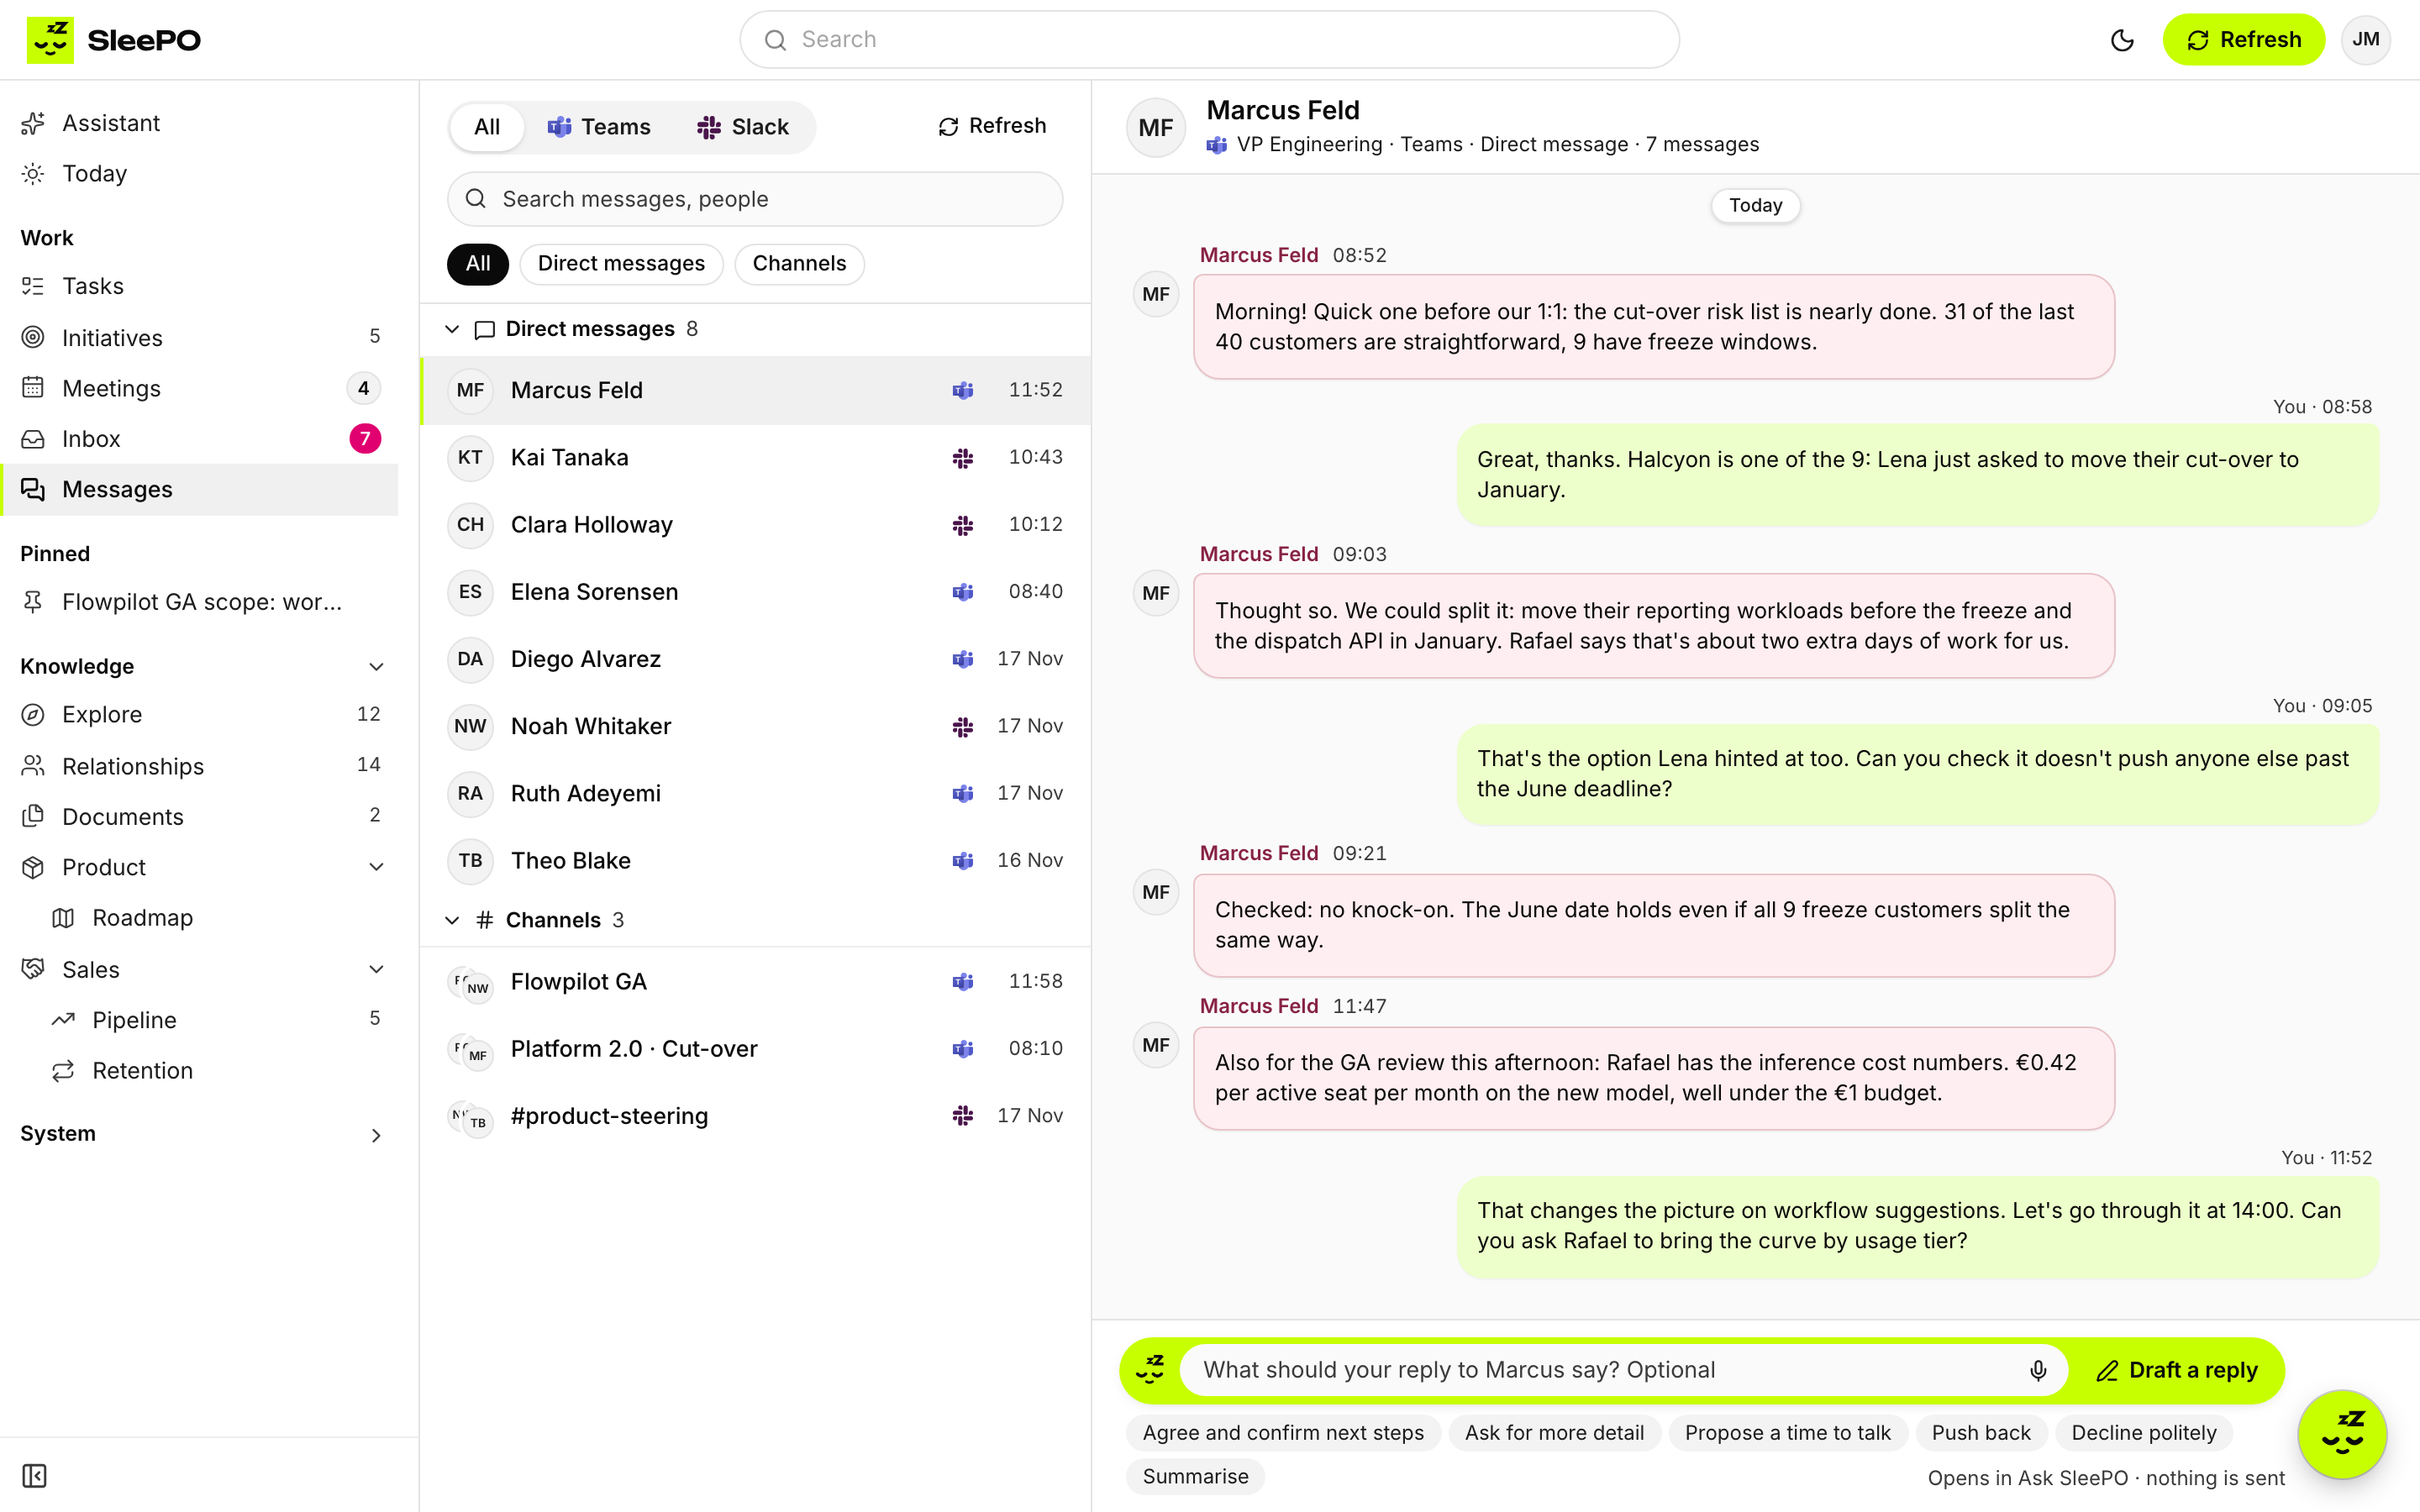 SleePO
Search
Refresh
JM
Assistant
Today
Work
Tasks
Initiatives 5
Meetings 4
Inbox 7
Messages
Pinned
Flowpilot GA scope: wor...
Knowledge
Explore 12
Relationships 14
Documents 2
Product
Roadmap
Sales
Pipeline 5
Retention
System
All Teams Slack
Refresh
Search messages, people
All Direct messages Channels
Direct messages 8
MF Marcus Feld 11:52
KT Kai Tanaka 10:43
CH Clara Holloway 10:12
ES Elena Sorensen 08:40
DA Diego Alvarez 17 Nov
NW Noah Whitaker 17 Nov
RA Ruth Adeyemi 17 Nov
TB Theo Blake 16 Nov
# Channels 3
NW Flowpilot GA 11:58
MF Platform 2.0 · Cut-over 08:10
TB #product-steering 17 Nov
MF Marcus Feld
VP Engineering · Teams · Direct message · 7 messages
Today
Marcus Feld 08:52
MF
Morning! Quick one before our 1:1: the cut-over risk list is nearly done. 31 of the last
40 customers are straightforward, 9 have freeze windows.
You · 08:58
Great, thanks. Halcyon is one of the 9: Lena just asked to move their cut-over to
January.
Marcus Feld 09:03
MF
Thought so. We could split it: move their reporting workloads before the freeze and
the dispatch API in January. Rafael says that's about two extra days of work for us.
You · 09:05
That's the option Lena hinted at too. Can you check it doesn't push anyone else past
the June deadline?
Marcus Feld 09:21
MF
Checked: no knock-on. The June date holds even if all 9 freeze customers split the
same way.
Marcus Feld 11:47
MF
Also for the GA review this afternoon: Rafael has the inference cost numbers. €0.42
per active seat per month on the new model, well under the €1 budget.
You · 11:52
That changes the picture on workflow suggestions. Let's go through it at 14:00. Can
you ask Rafael to bring the curve by usage tier?
What should your reply to Marcus say? Optional
Draft a reply
Agree and confirm next steps
Ask for more detail
Propose a time to talk
Push back
Decline politely
Summarise
Opens in Ask SleePO · nothing is sent